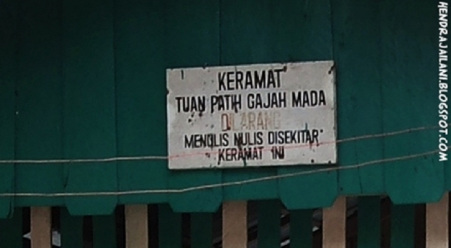 KERAMAT
TUAN PATIH GAJAH MADA
DILARANG
MENULIS NULIS DISEKITAR
KERAMAT INI
HENDRAJAILANI.BLOGSPOT.COM